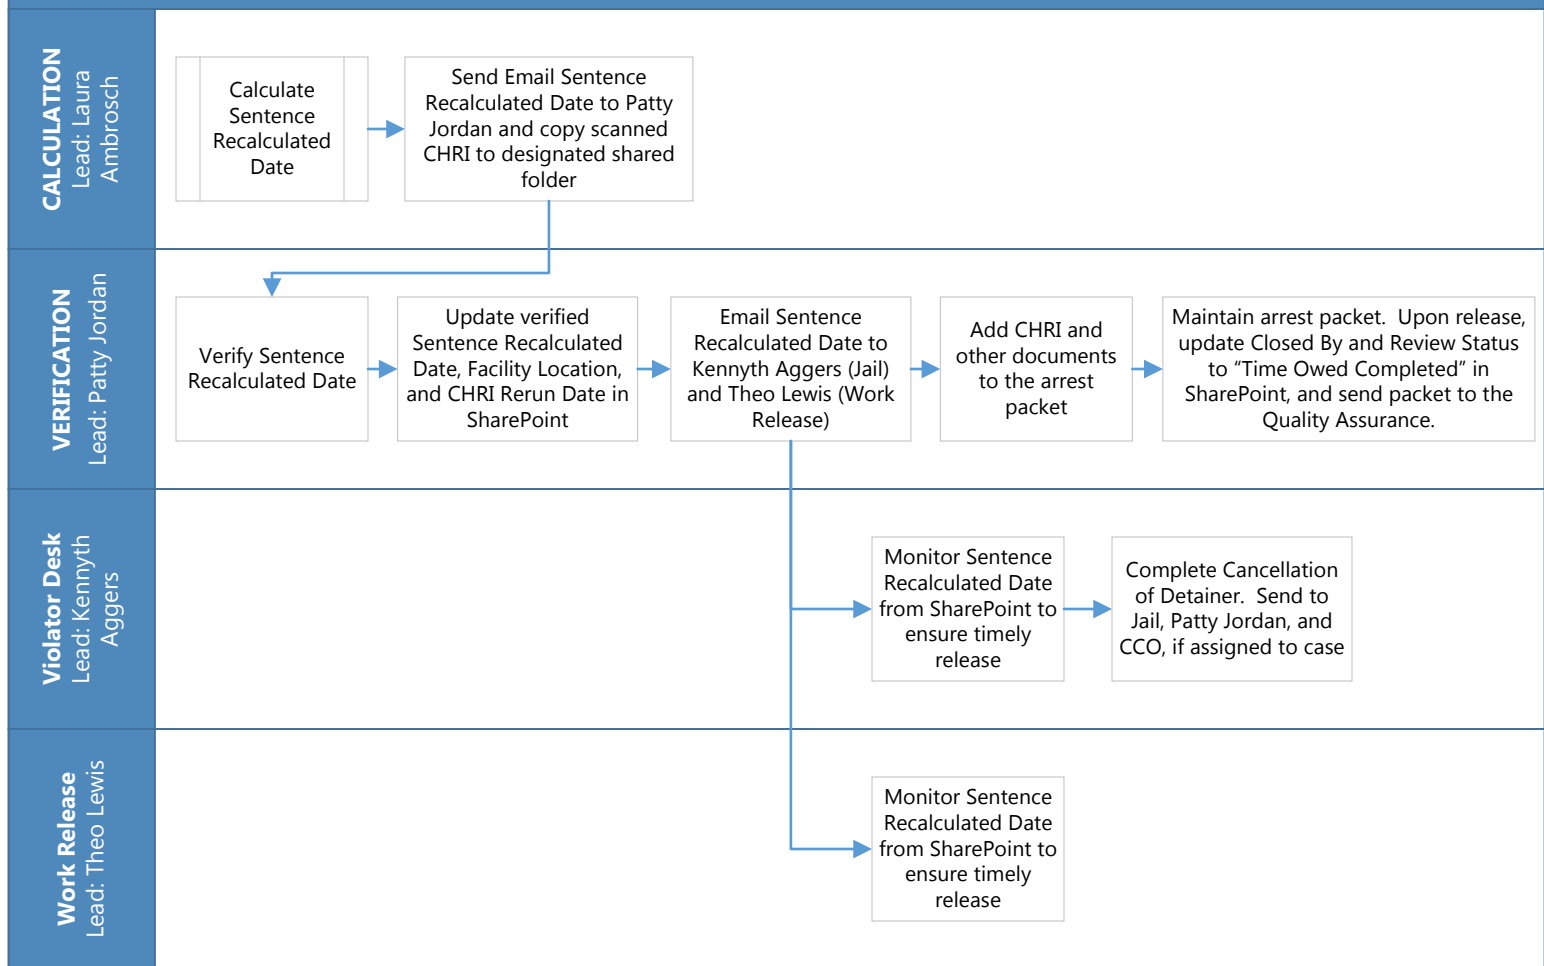 CALCULATION
Lead: Laura
Ambrosch
Calculate
Sentence
Recalculated
Date
Send Email Sentence
Recalculated Date to Patty
Jordan and copy scanned
CHRI to designated shared
folder
VERIFICATION
Lead: Patty Jordan
Verify Sentence
Recalculated Date
Update verified
Sentence Recalculated
Date, Facility Location,
and CHRI Rerun Date in
SharePoint
Email Sentence
Recalculated Date to
Kennyth Aggers (Jail)
and Theo Lewis (Work
Release)
Add CHRI and
other documents
to the arrest
packet
Maintain arrest packet.  Upon release,
update Closed By and Review Status
to “Time Owed Completed” in
SharePoint, and send packet to the
Quality Assurance.
Violator Desk
Lead: Kennyth
Aggers
Monitor Sentence
Recalculated Date
from SharePoint to
ensure timely
release
Complete Cancellation
of Detainer.  Send to
Jail, Patty Jordan, and
CCO, if assigned to case
Work Release
Lead: Theo Lewis
Monitor Sentence
Recalculated Date
from SharePoint to
ensure timely
release